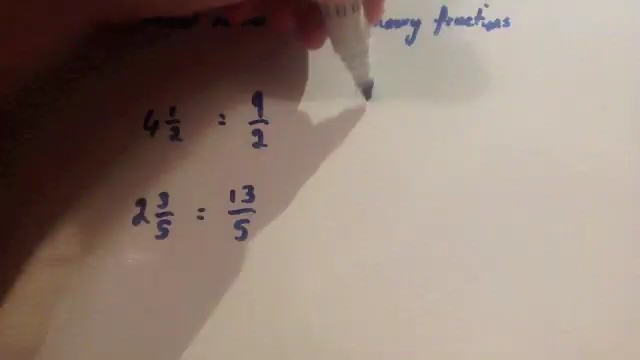 fractions
4 1/2 = 9/2
2 3/5 = 13/5